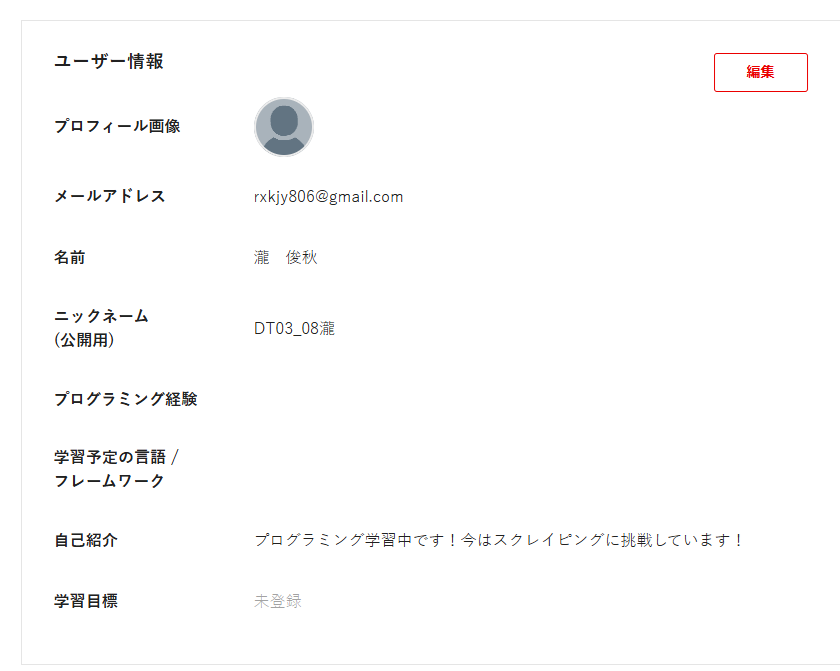 ユーザー情報
編集
プロフィール画像
メールアドレス rxkjy806@gmail.com
名前 瀧　俊秋
ニックネーム
(公開用) DT03_08瀧
プログラミング経験
学習予定の言語 /
フレームワーク
自己紹介 プログラミング学習中です！今はスクレイピングに挑戦しています！
学習目標 未登録